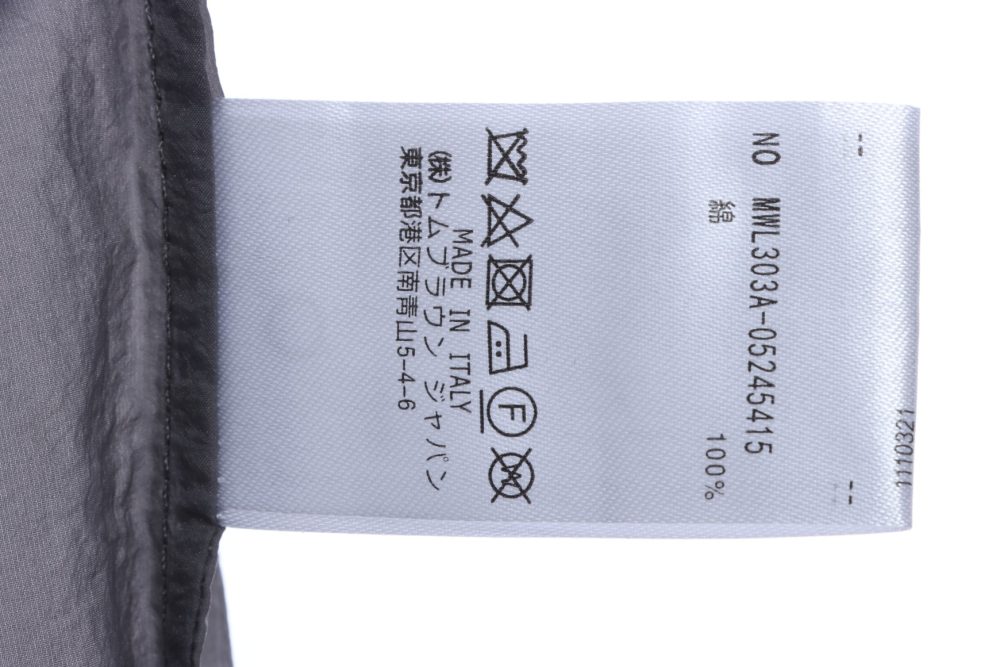 NO MWL303A-05245415
綿 100%
MADE IN ITALY
(株)トムブラウン ジャパン
東京都港区南青山5-4-6
1110321